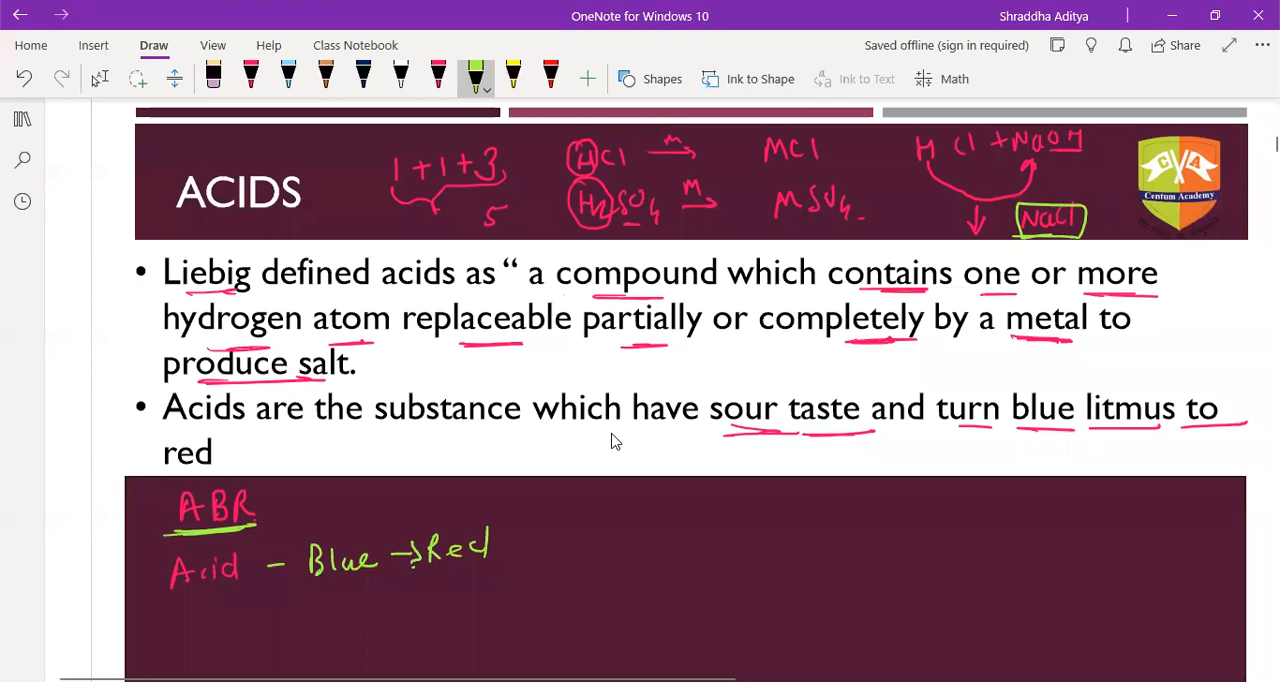 OneNote for Windows 10
Shraddha Aditya
Home Insert Draw View Help Class Notebook
Saved offline (sign in required) Share
Shapes Ink to Shape Ink to Text Math
ACIDS
1+1+3
5
HCl M→ MCl
H2SO4 M→ MSO4
HCl + NaOH
↓ NaCl
C A
Centum Academy
• Liebig defined acids as “ a compound which contains one or more
hydrogen atom replaceable partially or completely by a metal to
produce salt.
• Acids are the substance which have sour taste and turn blue litmus to
red
ABR
Acid - Blue → Red